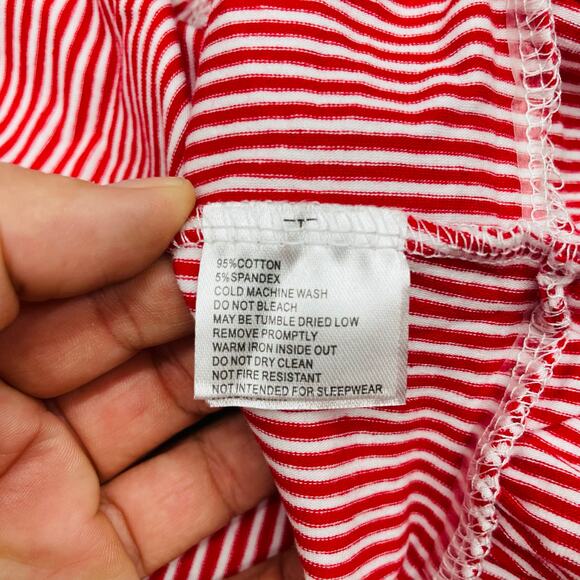 95%COTTON
5%SPANDEX
COLD MACHINE WASH
DO NOT BLEACH
MAY BE TUMBLE DRIED LOW
REMOVE PROMPTLY
WARM IRON INSIDE OUT
DO NOT DRY CLEAN
NOT FIRE RESISTANT
NOT INTENDED FOR SLEEPWEAR